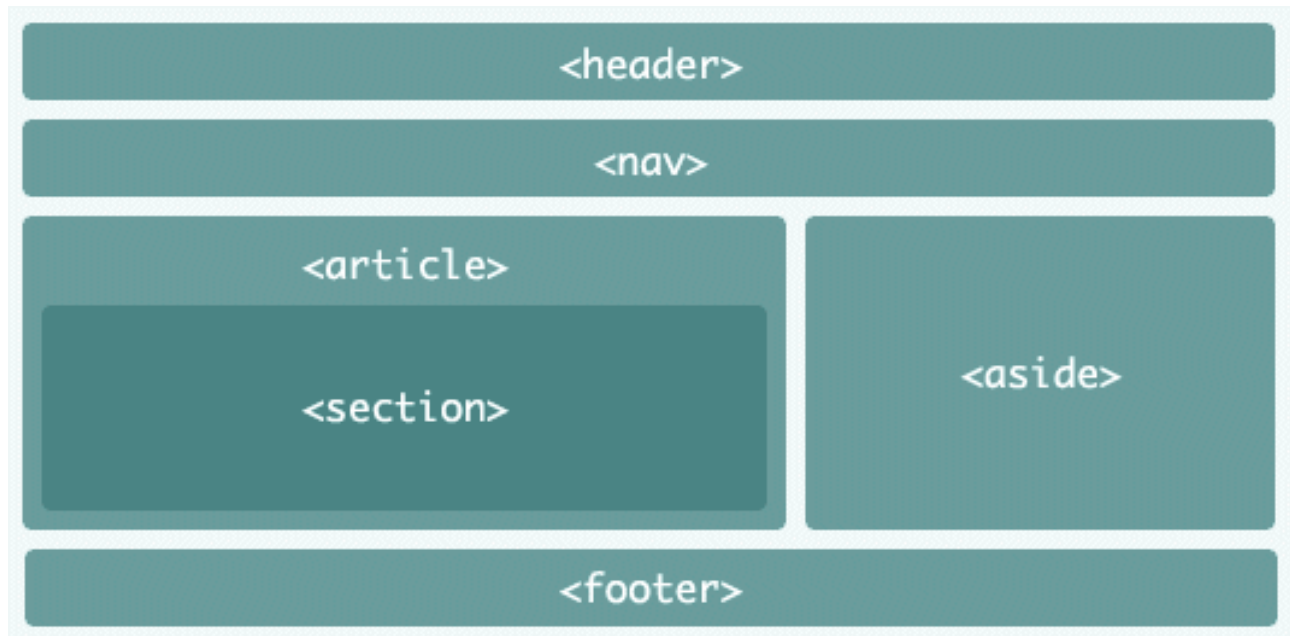 <header>
<nav>
<article>
<section>
<aside>
<footer>